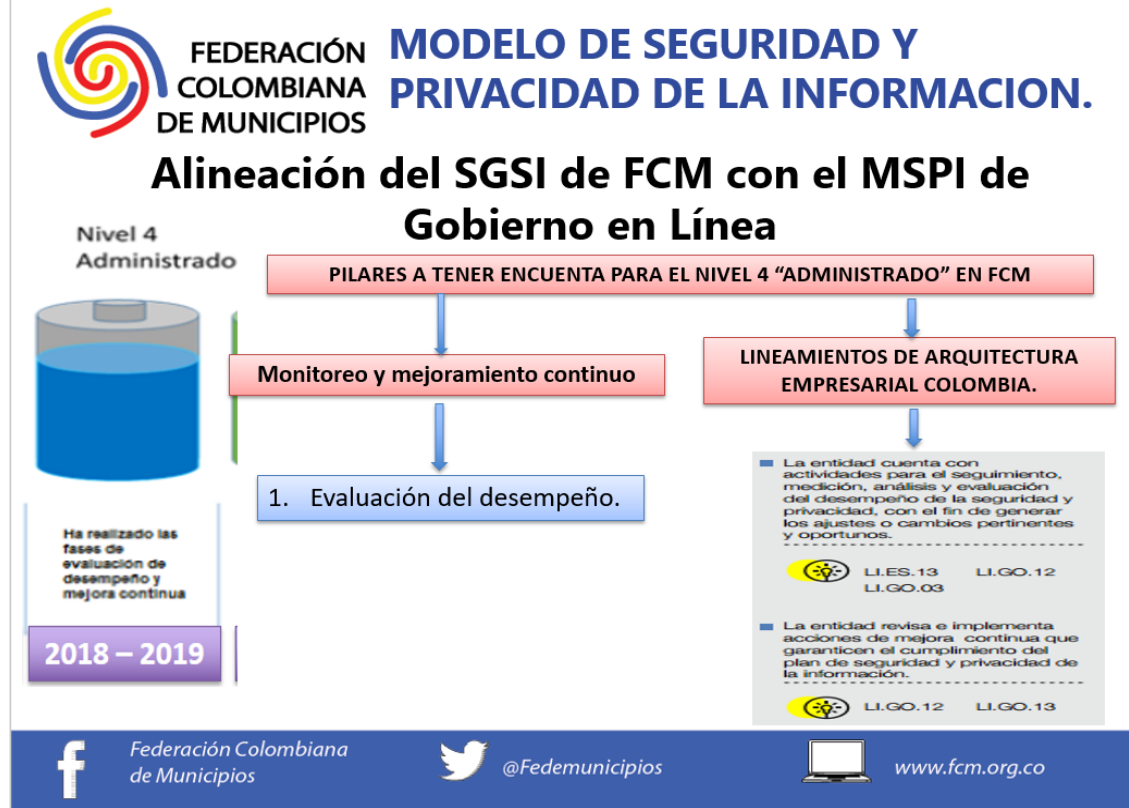 FEDERACIÓN
COLOMBIANA
DE MUNICIPIOS
MODELO DE SEGURIDAD Y
PRIVACIDAD DE LA INFORMACION.
Alineación del SGSI de FCM con el MSPI de
Gobierno en Línea
Nivel 4
Administrado
PILARES A TENER ENCUENTA PARA EL NIVEL 4 “ADMINISTRADO” EN FCM
Monitoreo y mejoramiento continuo
LINEAMIENTOS DE ARQUITECTURA
EMPRESARIAL COLOMBIA.
1. Evaluación del desempeño.
La entidad cuenta con
actividades para el seguimiento,
medición, análisis y evaluación
del desempeño de la seguridad y
privacidad, con el fin de generar
los ajustes o cambios pertinentes
y oportunos.
LI.ES.13 LI.GO.12
LI.GO.03
La entidad revisa e implementa
acciones de mejora continua que
garanticen el cumplimiento del
plan de seguridad y privacidad de
la información.
LI.GO.12 LI.GO.13
Ha realizado las
fases de
evaluación de
desempeño y
mejora continua
2018 – 2019
Federación Colombiana
de Municipios
@Fedemunicipios
www.fcm.org.co